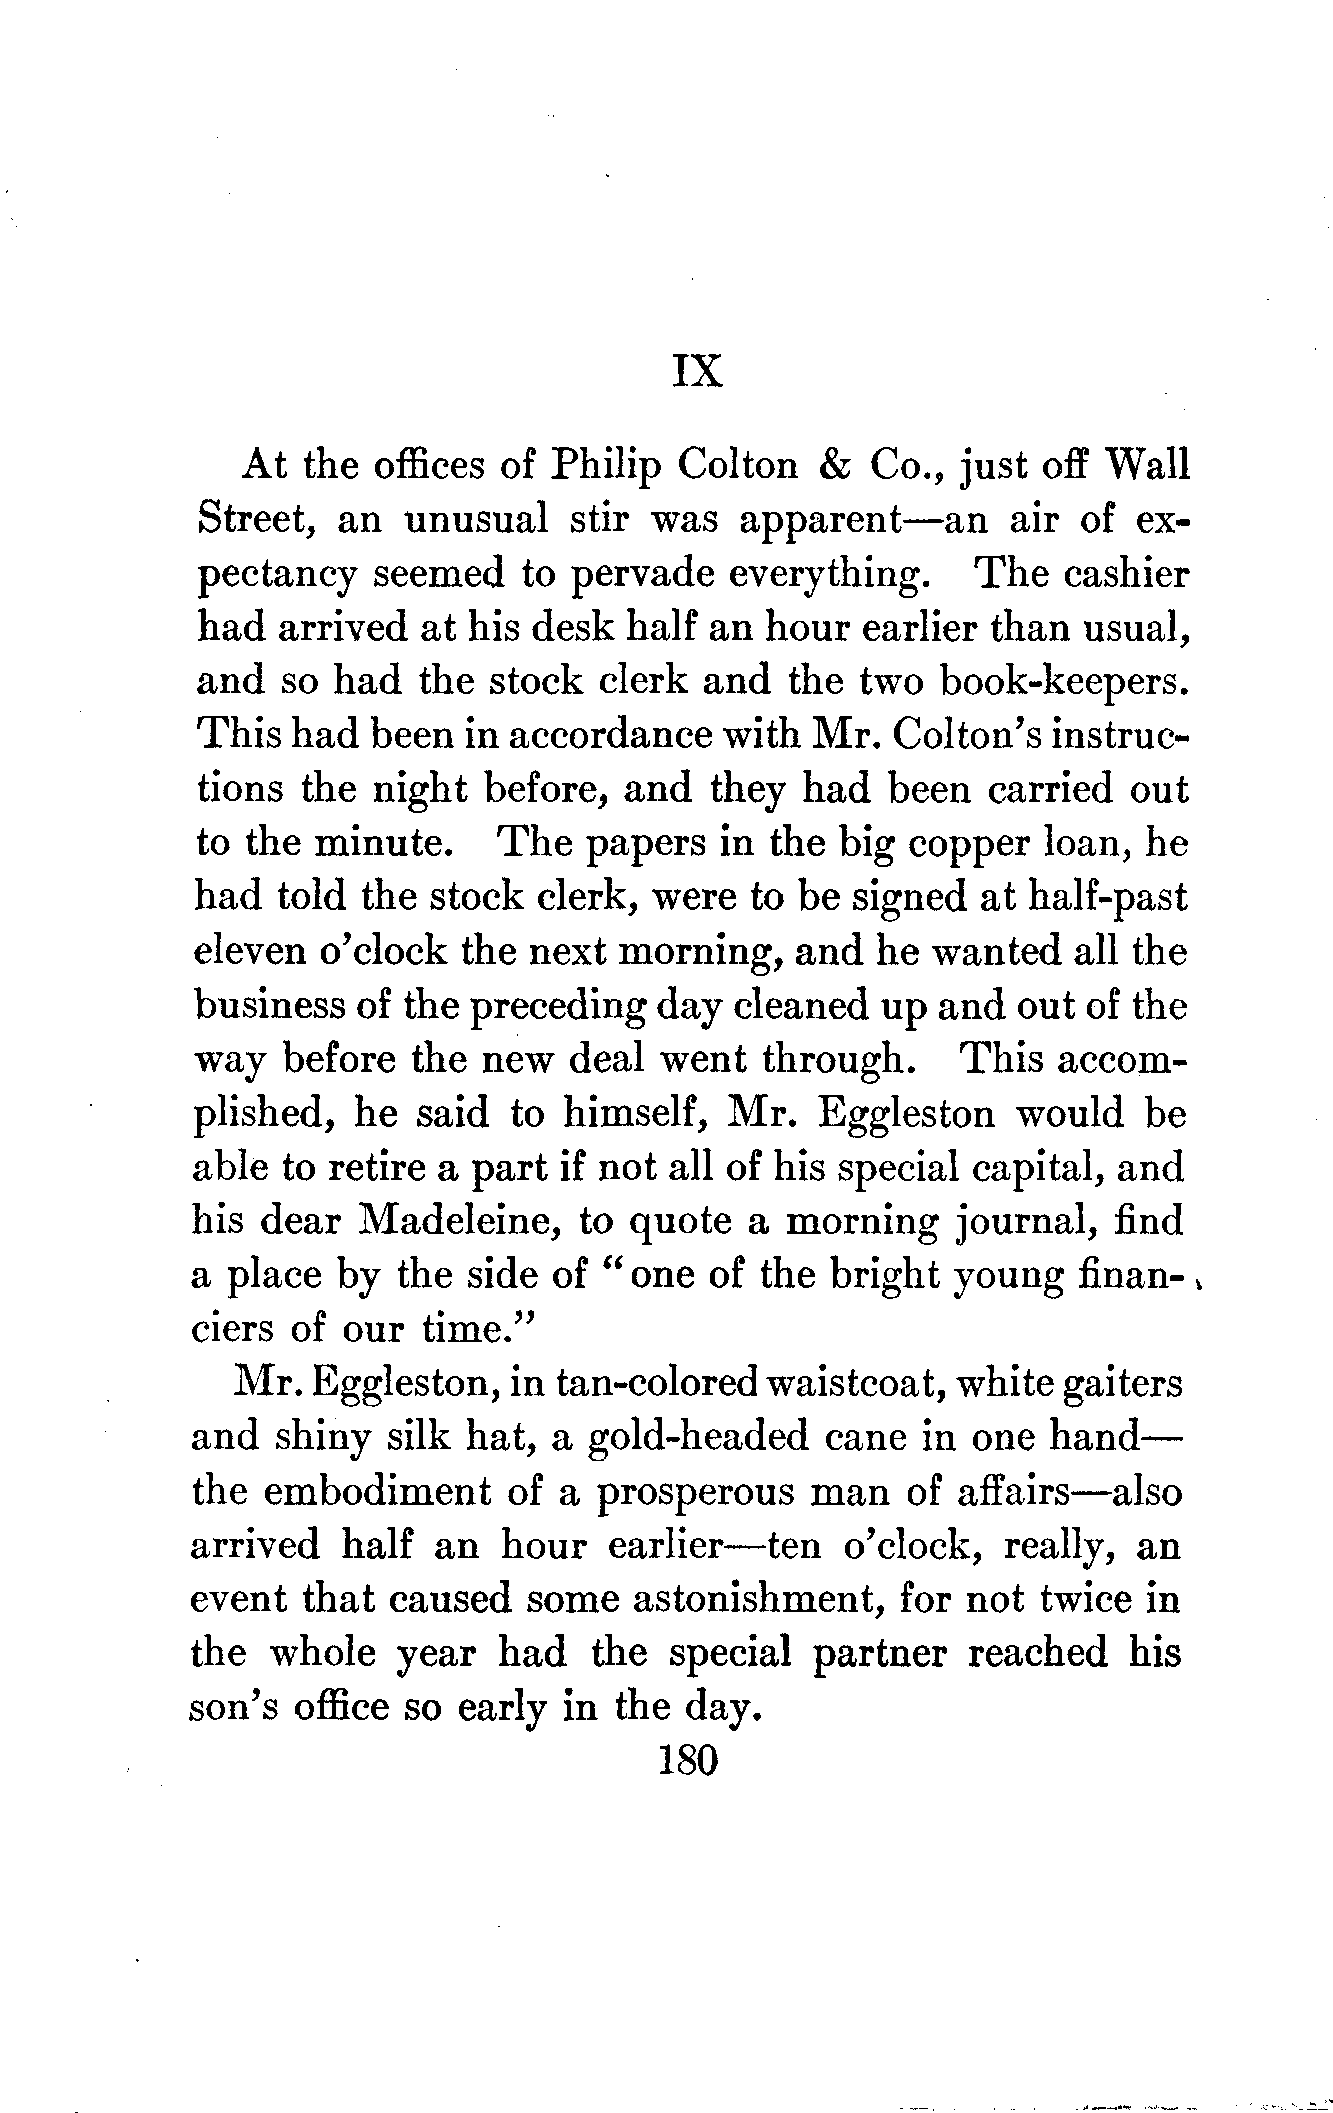 IX
At the offices of Philip Colton & Co., just off Wall
Street, an unusual stir was apparent—an air of ex-
pectancy seemed to pervade everything. The cashier
had arrived at his desk half an hour earlier than usual,
and so had the stock clerk and the two book-keepers.
This had been in accordance with Mr. Colton's instruc-
tions the night before, and they had been carried out
to the minute. The papers in the big copper loan, he
had told the stock clerk, were to be signed at half-past
eleven o'clock the next morning, and he wanted all the
business of the preceding day cleaned up and out of the
way before the new deal went through. This accom-
plished, he said to himself, Mr. Eggleston would be
able to retire a part if not all of his special capital, and
his dear Madeleine, to quote a morning journal, find
a place by the side of "one of the bright young finan-
ciers of our time."
Mr. Eggleston, in tan-colored waistcoat, white gaiters
and shiny silk hat, a gold-headed cane in one hand—
the embodiment of a prosperous man of affairs—also
arrived half an hour earlier—ten o'clock, really, an
event that caused some astonishment, for not twice in
the whole year had the special partner reached his
son's office so early in the day.
180